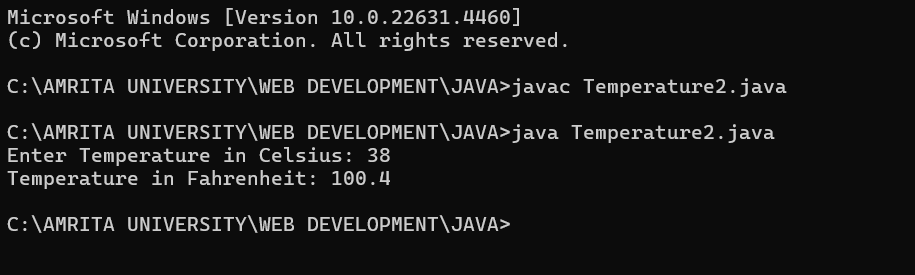 Microsoft Windows [Version 10.0.22631.4460]
(c) Microsoft Corporation. All rights reserved.
C:\AMRITA UNIVERSITY\WEB DEVELOPMENT\JAVA>javac Temperature2.java
C:\AMRITA UNIVERSITY\WEB DEVELOPMENT\JAVA>java Temperature2.java
Enter Temperature in Celsius: 38
Temperature in Fahrenheit: 100.4
C:\AMRITA UNIVERSITY\WEB DEVELOPMENT\JAVA>